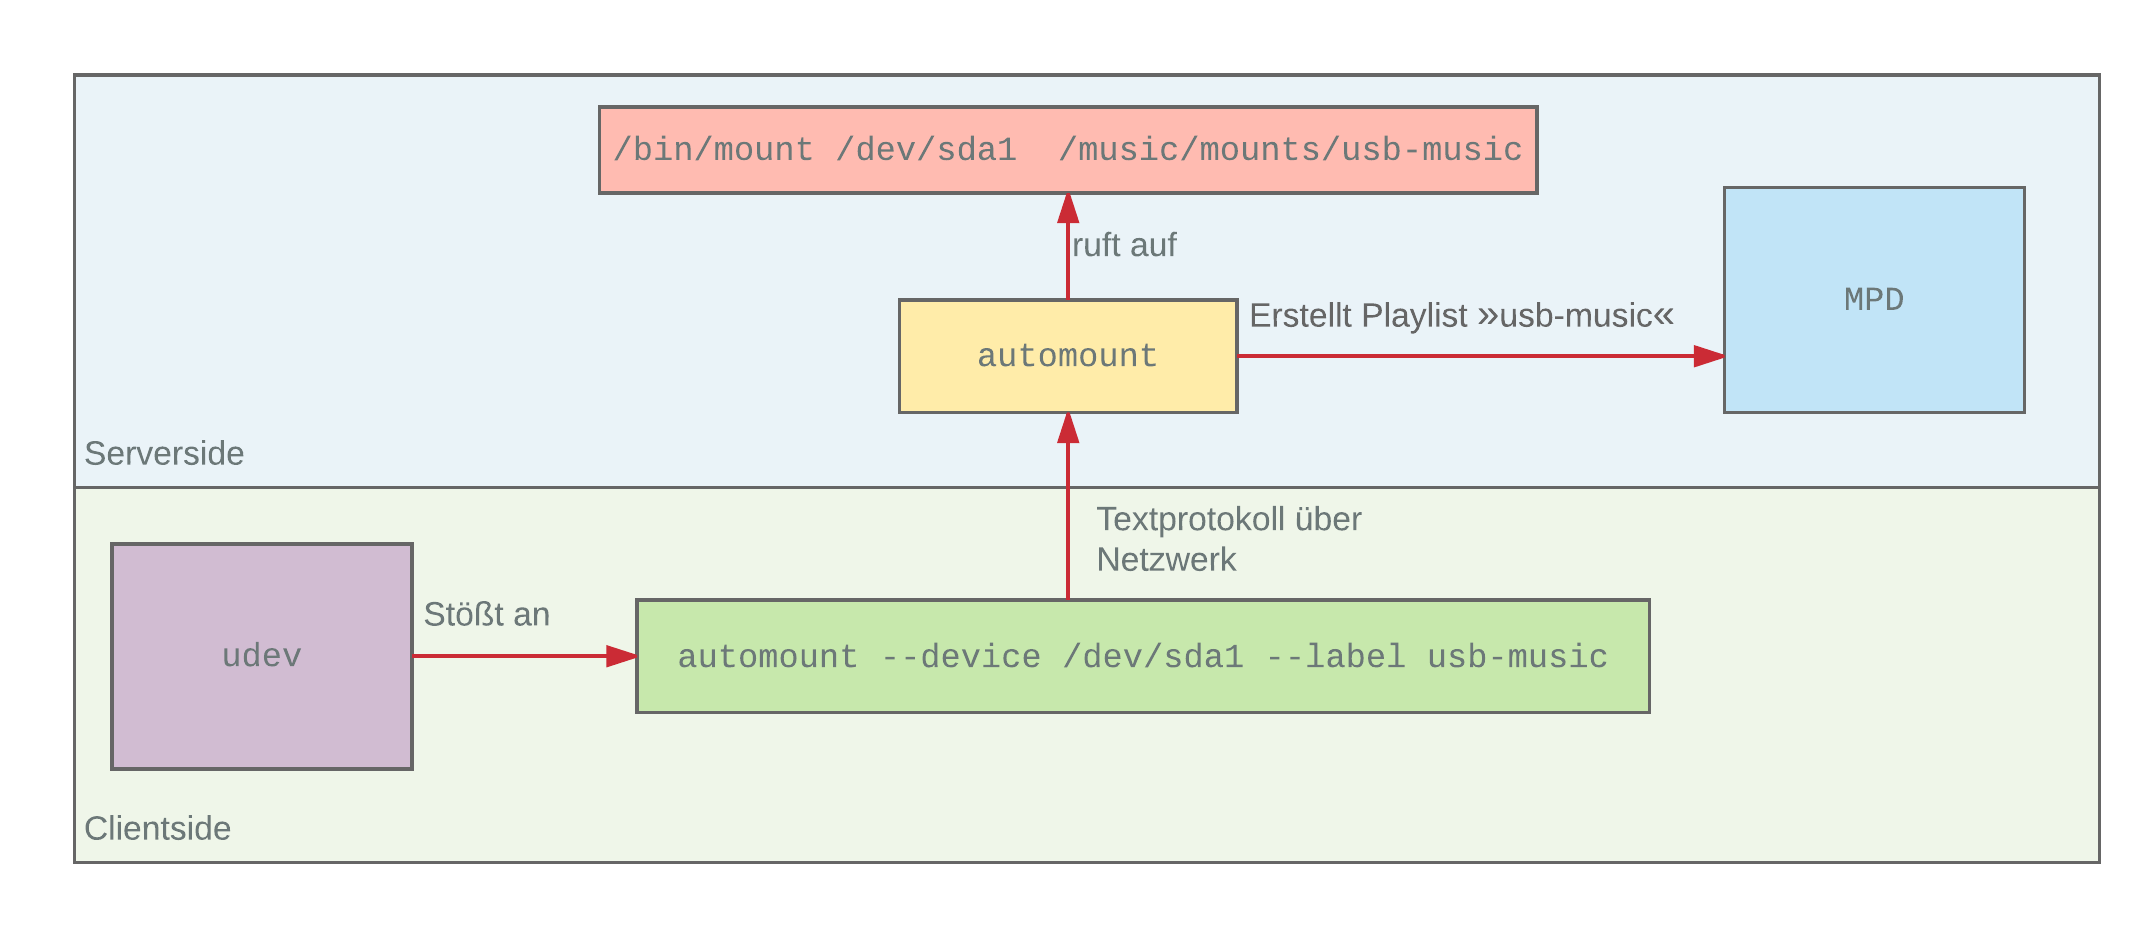 /bin/mount /dev/sda1  /music/mounts/usb-music
ruft auf
Erstellt Playlist »usb-music«
MPD
automount
Serverside
Textprotokoll über
Netzwerk
Stößt an
udev
automount --device /dev/sda1 --label usb-music
Clientside